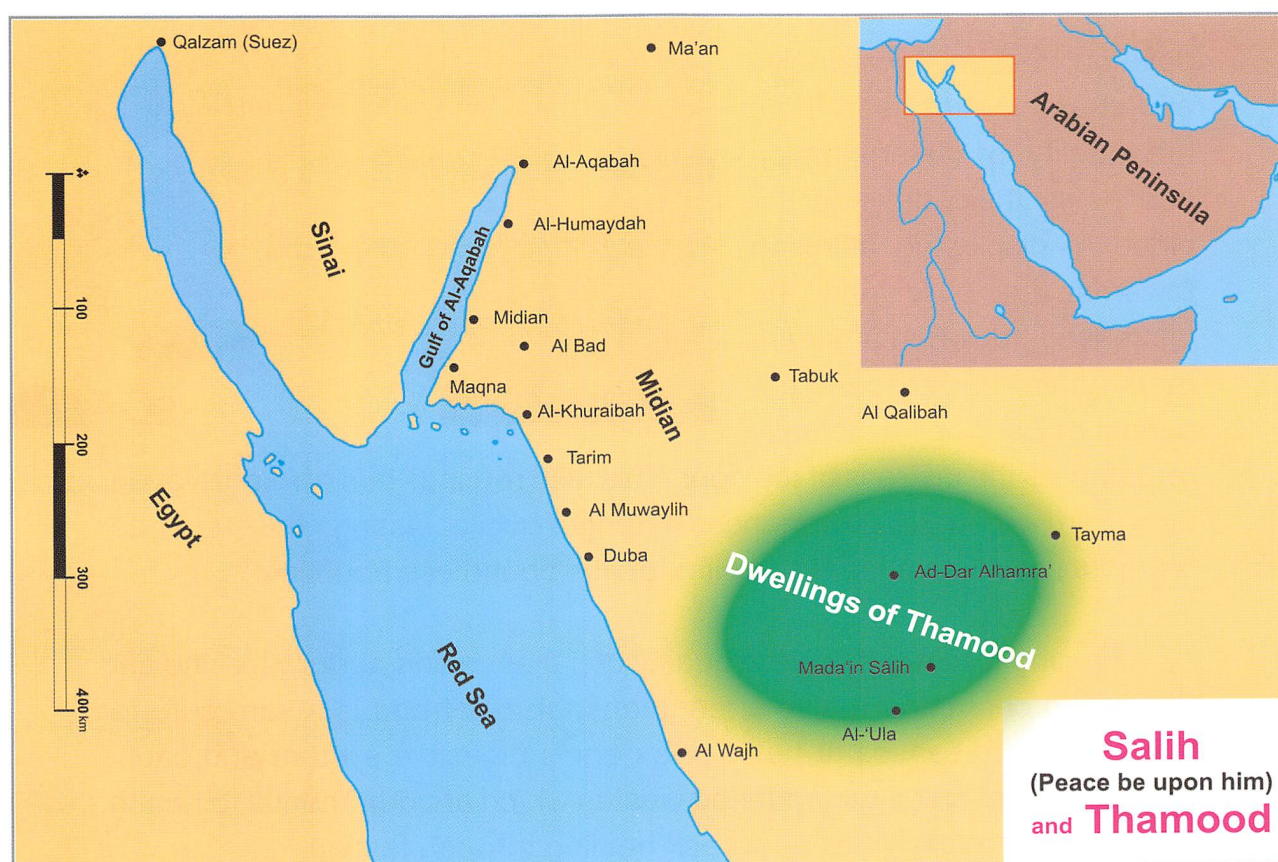 Qalzam (Suez)
Ma'an
Arabian Peninsula
Al-Aqabah
Al-Humaydah
Sinai
Gulf of Al-Aqabah
100
Midian
Al Bad
Maqna
Midian
Tabuk
Al Qalibah
Al-Khuraibah
200
Tarim
Egypt
Al Muwaylih
Tayma
Duba
300
Ad-Dar Alhamra'
Dwellings of Thamood
Mada'in Sâlih
Red Sea
400 km
Al-'Ula
Al Wajh
Salih
(Peace be upon him)
and Thamood